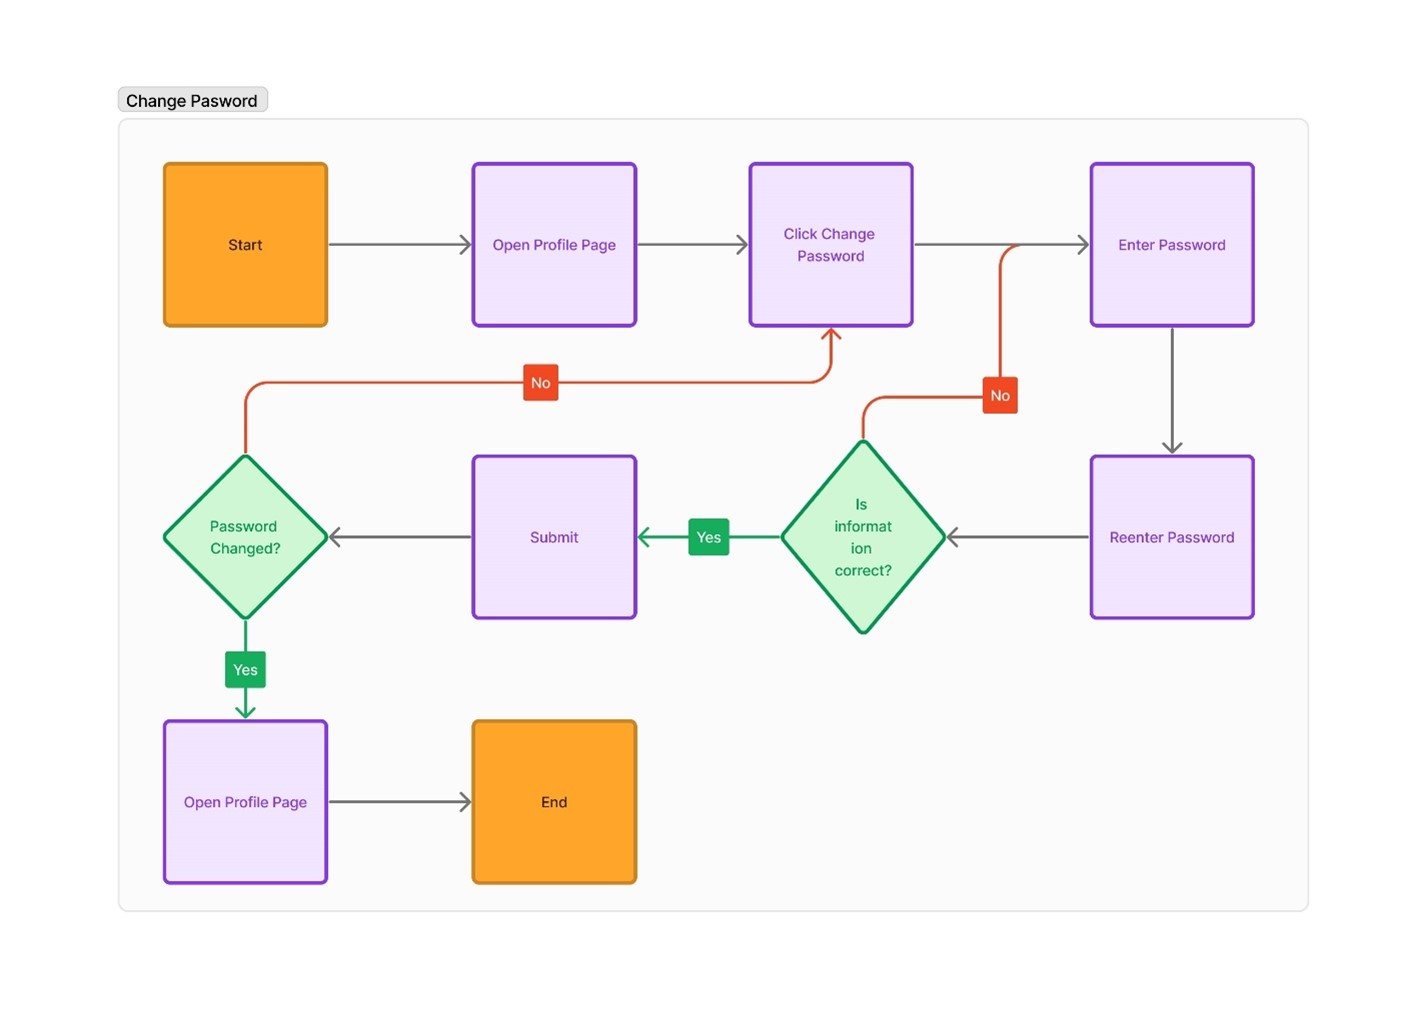 Change Pasword
Start
Open Profile Page
Click Change
Password
Enter Password
No
No
Password
Changed?
Submit
Yes
Is
informat
ion
correct?
Reenter Password
Yes
Open Profile Page
End